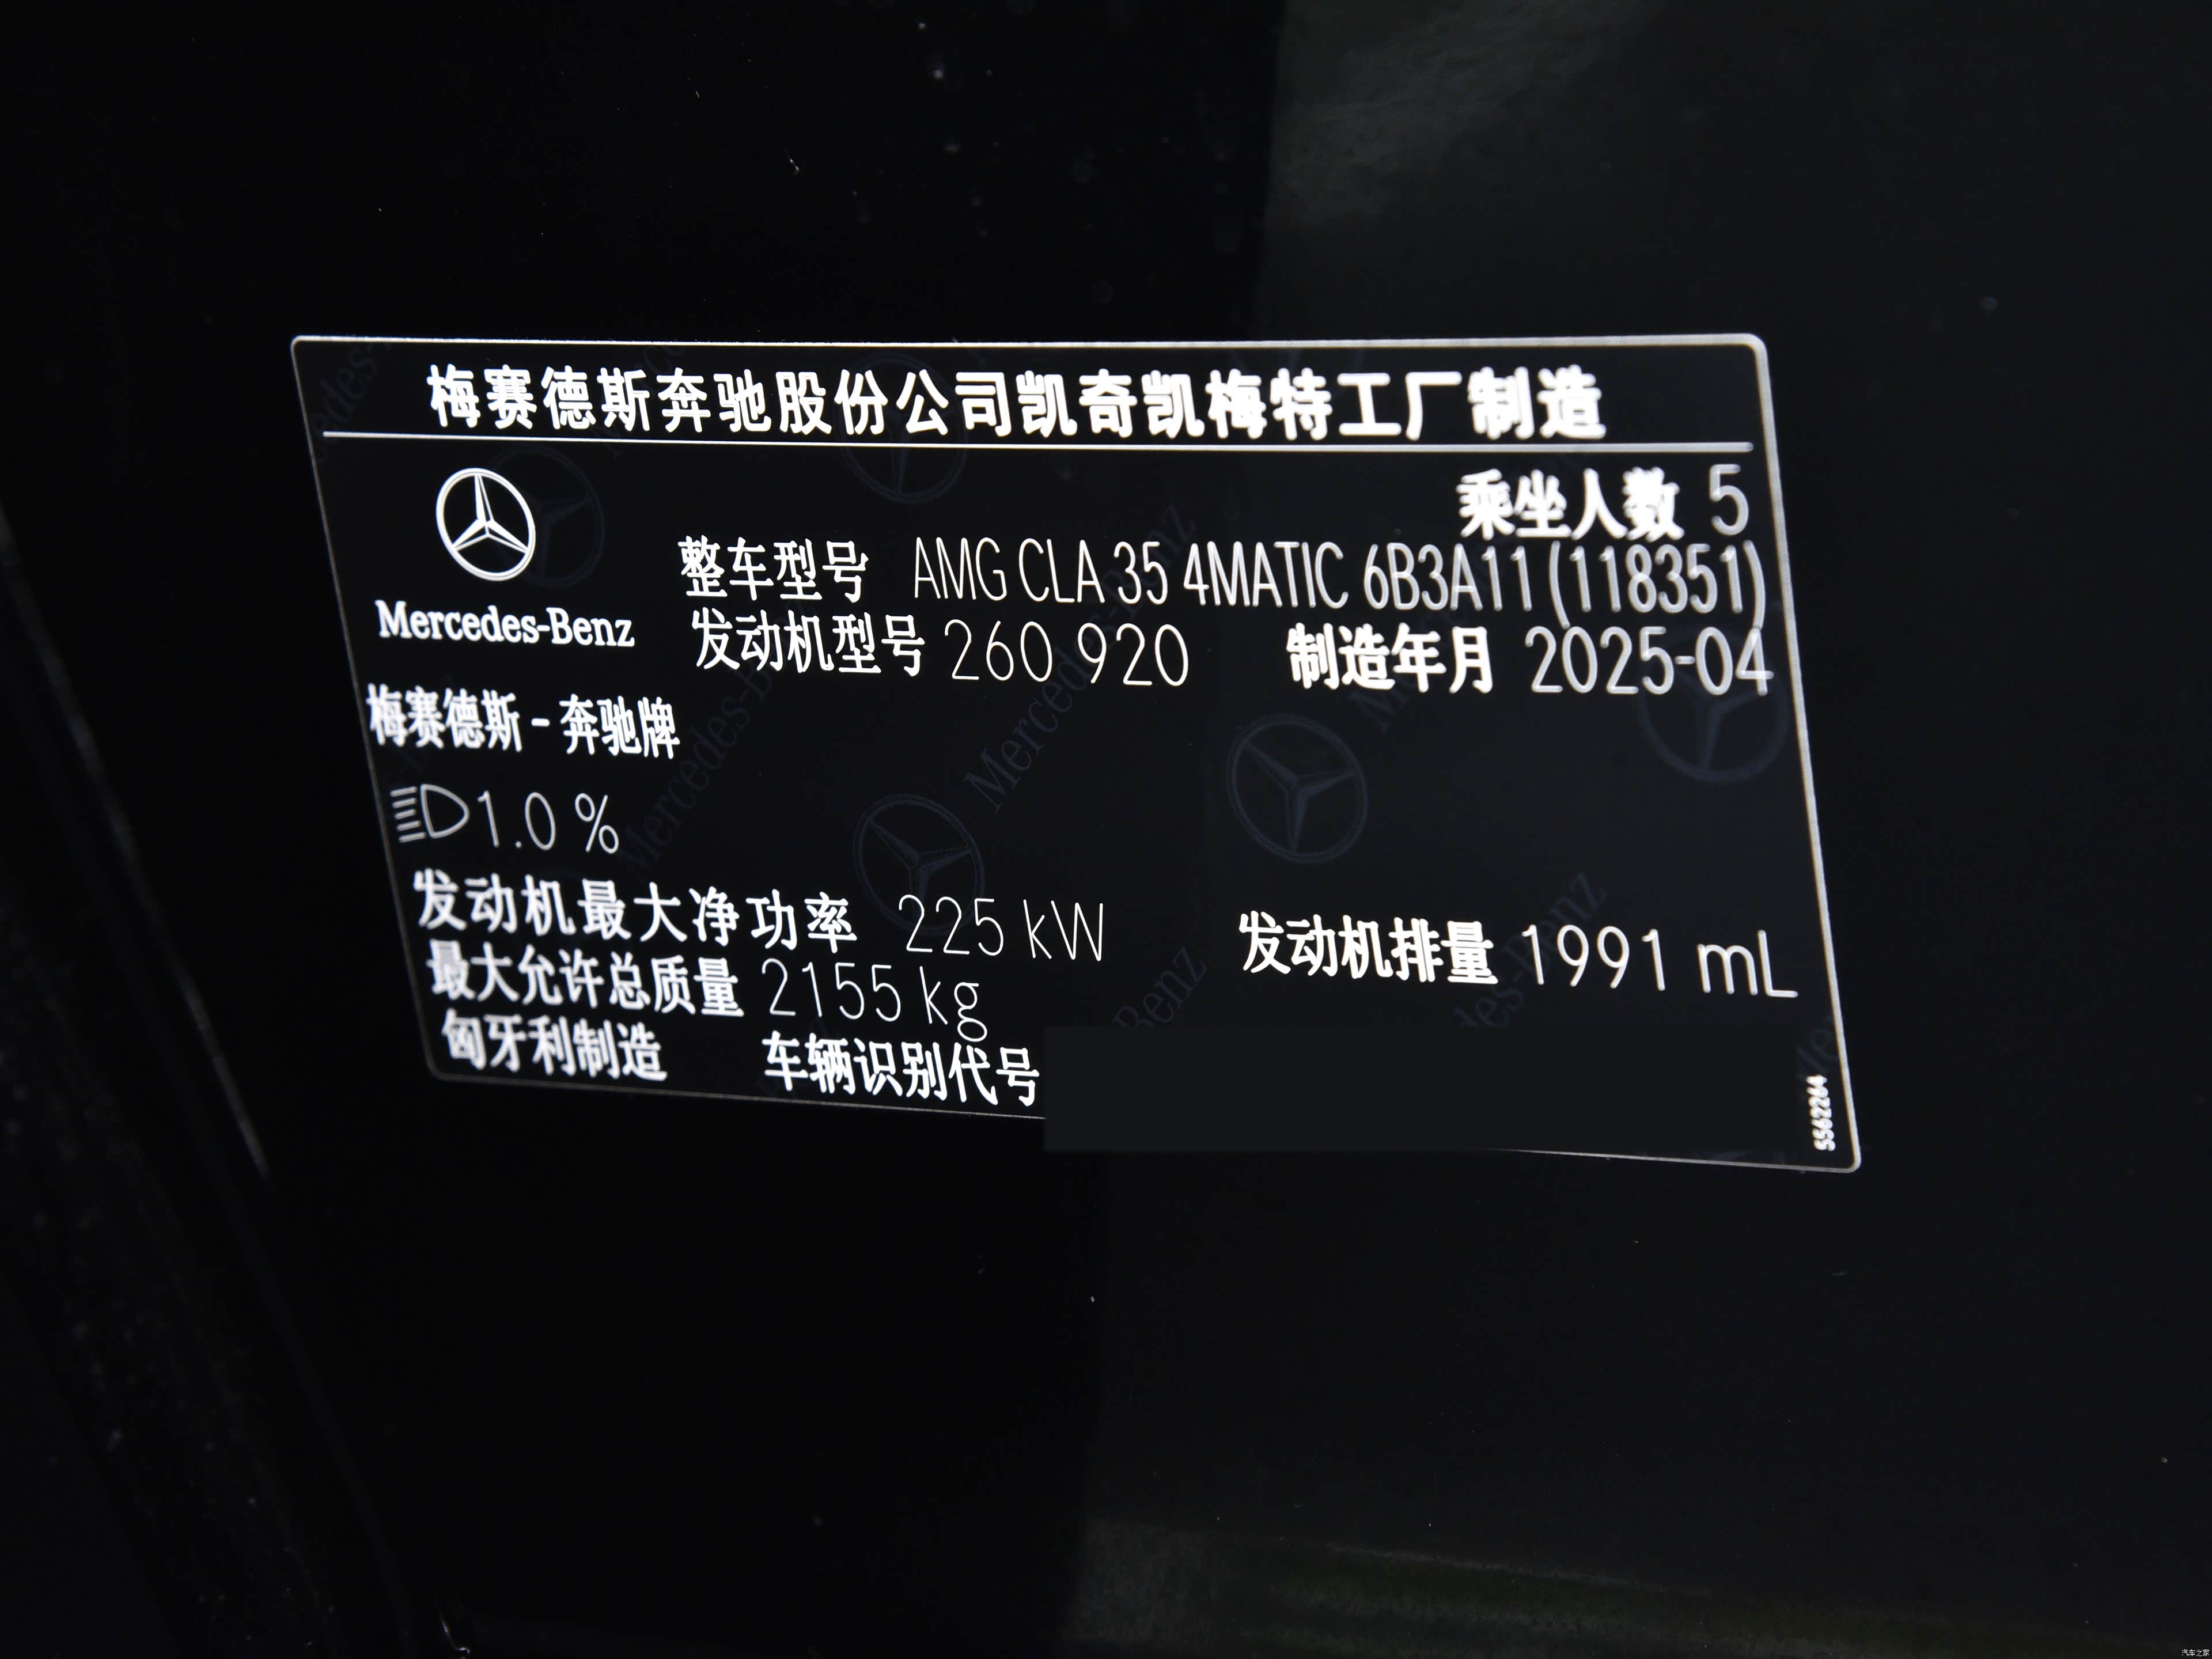 梅赛德斯奔驰股份公司凯奇凯梅特工厂制造
乘坐人数 5
整车型号 AMG CLA 35 4MATIC 6B3A11 (118351)
Mercedes-Benz
发动机型号 260 920 制造年月 2025-04
梅赛德斯-奔驰牌
1.0 %
发动机最大净功率 225 kW 发动机排量 1991 mL
最大允许总质量 2155 kg
匈牙利制造 车辆识别代号
5562264
汽车之家